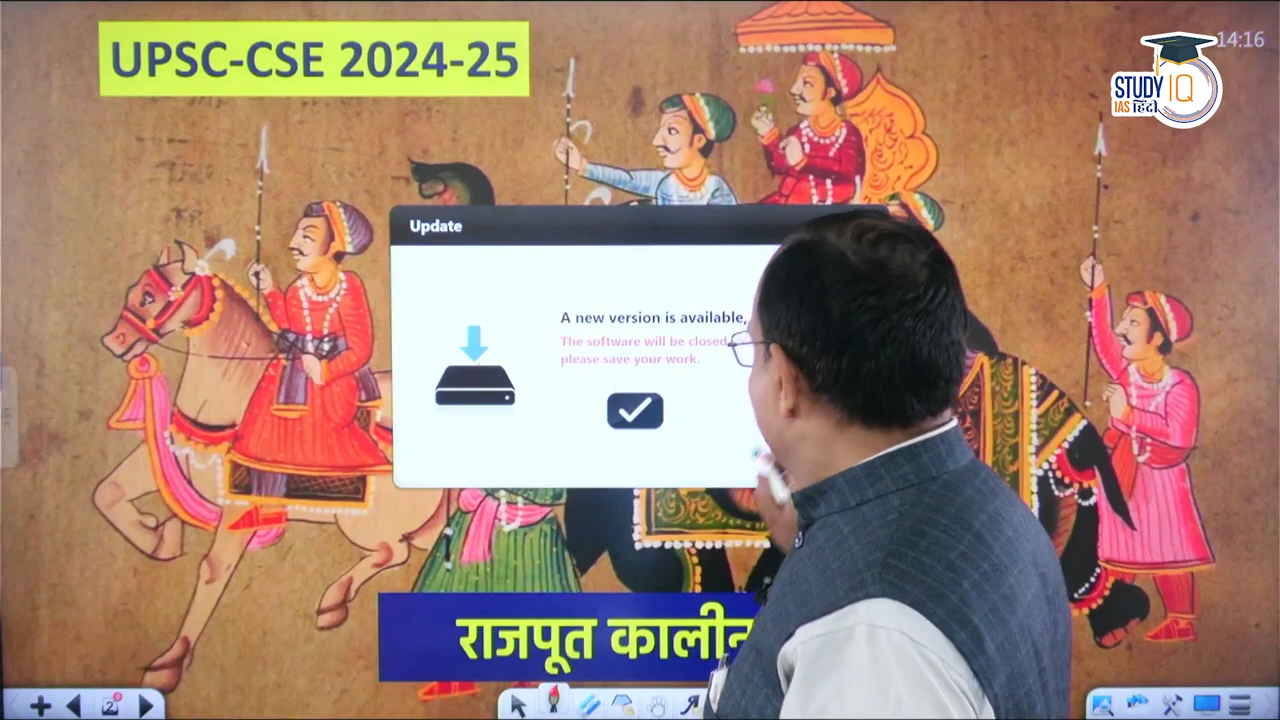 UPSC-CSE 2024-25
14:16
STUDY IQ
IAS हिंदी
Update
A new version is available,
The software will be closed
please save your work.
राजपूत
2